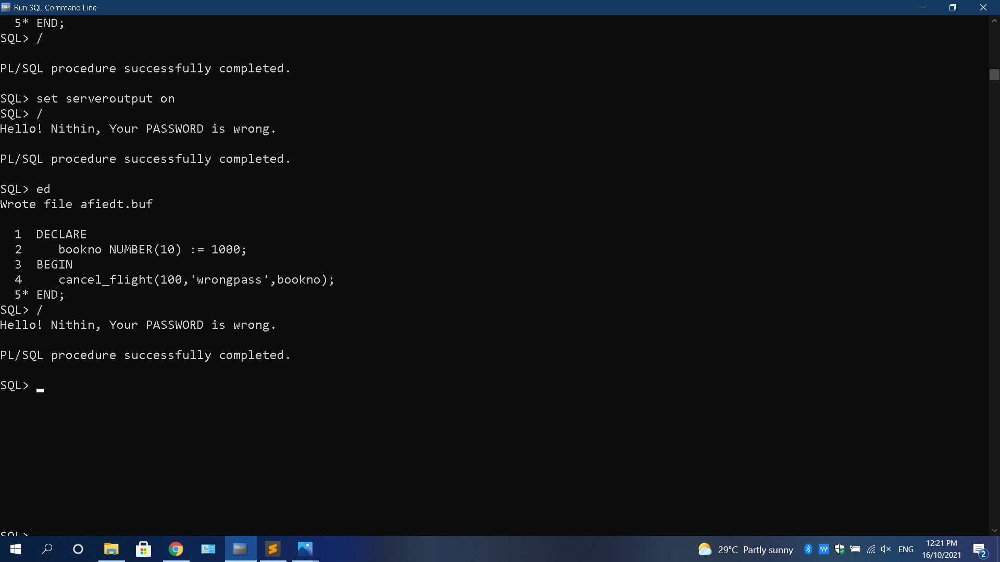 Run SQL Command Line
  5* END;
SQL> /
PL/SQL procedure successfully completed.
SQL> set serveroutput on
SQL> /
Hello! Nithin, Your PASSWORD is wrong.
PL/SQL procedure successfully completed.
SQL> ed
Wrote file afiedt.buf
  1  DECLARE
  2     bookno NUMBER(10) := 1000;
  3  BEGIN
  4     cancel_flight(100,'wrongpass',bookno);
  5* END;
SQL> /
Hello! Nithin, Your PASSWORD is wrong.
PL/SQL procedure successfully completed.
SQL>
SQL>
29°C Partly sunny
ENG
12:21 PM
16/10/2021
2